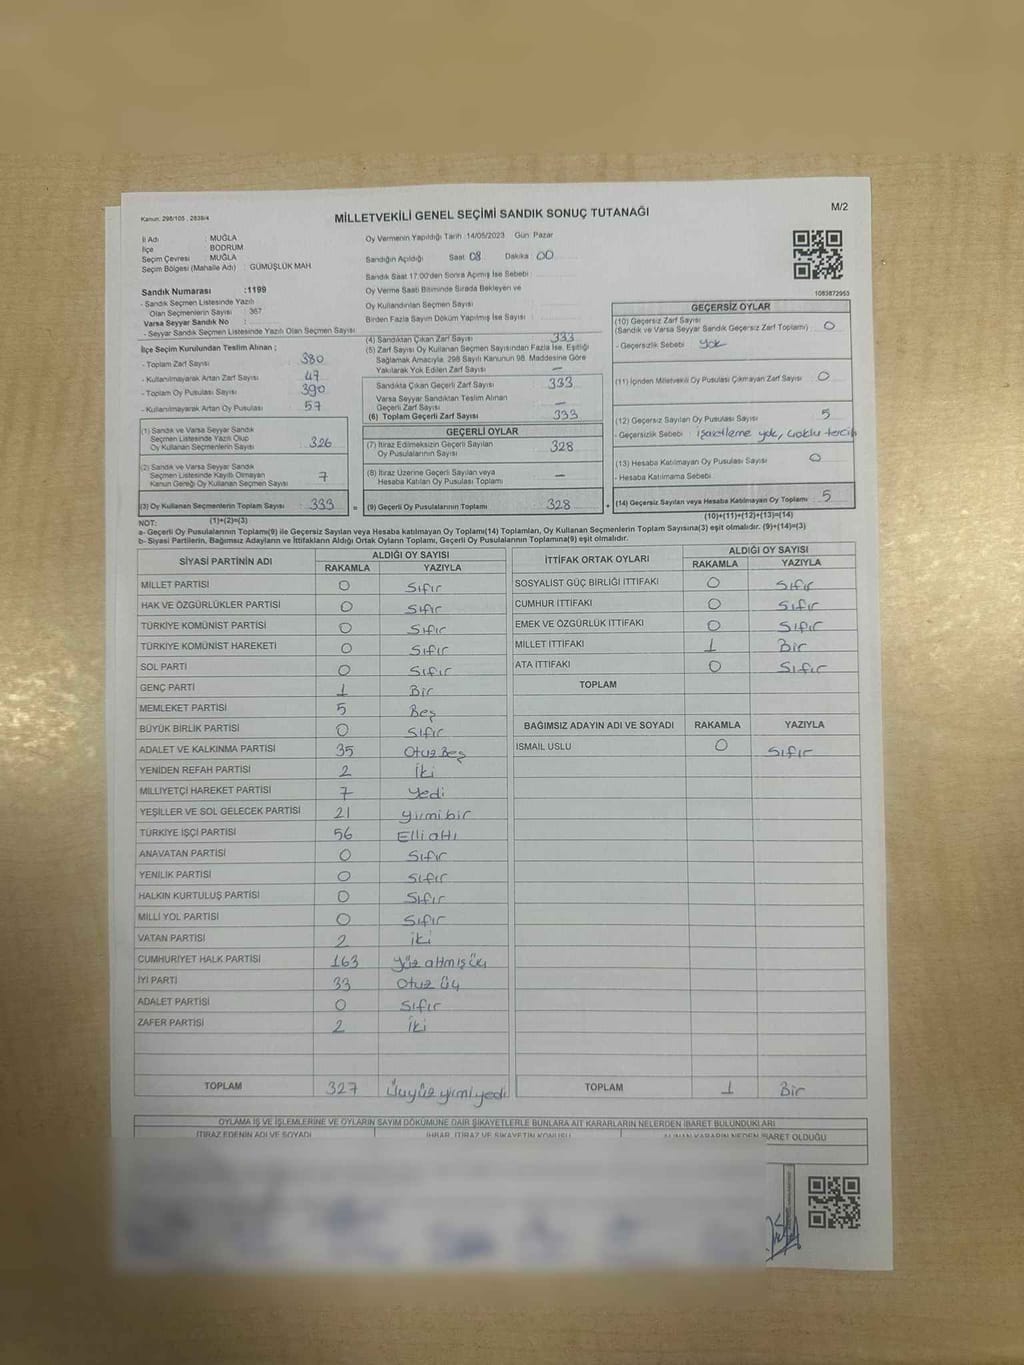 Kanun: 298/105 , 2839/4
MİLLETVEKİLİ GENEL SEÇİMİ SANDIK SONUÇ TUTANAĞI
M/2
İl Adı : MUĞLA
İlçe : BODRUM
Seçim Çevresi : MUĞLA
Seçim Bölgesi (Mahalle Adı) : GÜMÜŞLÜK MAH
Sandık Numarası :1199
- Sandık Seçmen Listesinde Yazılı
Olan Seçmenlerin Sayısı : 367
Varsa Seyyar Sandık No :
- Seyyar Sandık Seçmen Listesinde Yazılı Olan Seçmen Sayısı :
Oy Vermenin Yapıldığı Tarih 14/05/2023 Gün Pazar
Sandığın Açıldığı Saat 08 Dakika 00
Sandık Saat 17:00'den Sonra Açılmış İse Sebebi :
Oy Verme Saati Bitiminde Sırada Bekleyen ve
Oy Kullandırılan Seçmen Sayısı :
Birden Fazla Sayım Döküm Yapılmış İse Sayısı :
1083872953
İlçe Seçim Kurulundan Teslim Alınan ;
- Toplam Zarf Sayısı : 380
- Kullanılmayarak Artan Zarf Sayısı : 47
- Toplam Oy Pusulası Sayısı : 390
- Kullanılmayarak Artan Oy Pusulası : 57
(1) Sandık ve Varsa Seyyar Sandık
Seçmen Listesinde Yazılı Olup
Oy Kullanan Seçmenlerin Sayısı : 326
(2) Sandık ve Varsa Seyyar Sandık
Seçmen Listesinde Kayıtlı Olmayan
Kanun Gereği Oy Kullanan Seçmen Sayısı : 7
(3) Oy Kullanan Seçmenlerin Toplam Sayısı : 333
(1)+(2)=(3)
(4) Sandıktan Çıkan Zarf Sayısı : 333
(5) Zarf Sayısı Oy Kullanan Seçmen Sayısından Fazla İse, Eşitliği
Sağlamak Amacıyla, 298 Sayılı Kanunun 98. Maddesine Göre
Yakılarak Yok Edilen Zarf Sayısı : —
Sandıkta Çıkan Geçerli Zarf Sayısı : 333
Varsa Seyyar Sandıktan Teslim Alınan
Geçerli Zarf Sayısı : —
(6) Toplam Geçerli Zarf Sayısı : 333
GEÇERLİ OYLAR
(7) İtiraz Edilmeksizin Geçerli Sayılan
Oy Pusulasının Sayısı : 328
(8) İtiraz Üzerine Geçerli Sayılan veya
Hesaba Katılan Oy Pusulası Toplamı : —
= (9) Geçerli Oy Pusulalarının Toplamı : 328
GEÇERSİZ OYLAR
(10) Geçersiz Zarf Sayısı
(Sandık ve Varsa Seyyar Sandık Geçersiz Zarf Toplamı) : 0
- Geçersizlik Sebebi : Yok
(11) İçinden Milletvekili Oy Pusulası Çıkmayan Zarf Sayısı : 0
(12) Geçersiz Sayılan Oy Pusulası Sayısı : 5
- Geçersizlik Sebebi : işaretleme yok, çoklu tercih
(13) Hesaba Katılmayan Oy Pusulası Sayısı : 0
- Hesaba Katılmama Sebebi :
+ (14) Geçersiz Sayılan veya Hesaba Katılmayan Oy Toplamı : 5
(10)+(11)+(12)+(13)=(14)
NOT:
a- Geçerli Oy Pusulalarının Toplamı(9) ile Geçersiz Sayılan veya Hesaba katılmayan Oy Toplamı(14) Toplamları, Oy Kullanan Seçmenlerin Toplam Sayısına(3) eşit olmalıdır. (9)+(14)=(3)
b- Siyasi Partilerin, Bağımsız Adayların ve İttifakların Aldığı Ortak Oyların Toplamı, Geçerli Oy Pusulalarının Toplamına(9) eşit olmalıdır.
SİYASİ PARTİNİN ADI ALDIĞI OY SAYISI
RAKAMLA YAZIYLA
MİLLET PARTİSİ 0 Sıfır
HAK VE ÖZGÜRLÜKLER PARTİSİ 0 Sıfır
TÜRKİYE KOMÜNİST PARTİSİ 0 Sıfır
TÜRKİYE KOMÜNİST HAREKETİ 0 Sıfır
SOL PARTİ 0 Sıfır
GENÇ PARTİ 1 Bir
MEMLEKET PARTİSİ 5 Beş
BÜYÜK BİRLİK PARTİSİ 0 Sıfır
ADALET VE KALKINMA PARTİSİ 35 Otuz Beş
YENİDEN REFAH PARTİSİ 2 İki
MİLLİYETÇİ HAREKET PARTİSİ 7 Yedi
YEŞİLLER VE SOL GELECEK PARTİSİ 21 Yirmi bir
TÜRKİYE İŞÇİ PARTİSİ 56 Elli altı
ANAVATAN PARTİSİ 0 Sıfır
YENİLİK PARTİSİ 0 Sıfır
HALKIN KURTULUŞ PARTİSİ 0 Sıfır
MİLLİ YOL PARTİSİ 0 Sıfır
VATAN PARTİSİ 2 iki
CUMHURİYET HALK PARTİSİ 163 Yüz altmış üç
İYİ PARTİ 33 Otuz üç
ADALET PARTİSİ 0 Sıfır
ZAFER PARTİSİ 2 İki
TOPLAM 327 Üçyüz yirmi yedi
İTTİFAK ORTAK OYLARI ALDIĞI OY SAYISI
RAKAMLA YAZIYLA
SOSYALİST GÜÇ BİRLİĞİ İTTİFAKI 0 Sıfır
CUMHUR İTTİFAKI 0 Sıfır
EMEK VE ÖZGÜRLÜK İTTİFAKI 0 Sıfır
MİLLET İTTİFAKI 1 Bir
ATA İTTİFAKI 0 Sıfır
TOPLAM
BAĞIMSIZ ADAYIN ADI VE SOYADI RAKAMLA YAZIYLA
İSMAİL USLU 0 Sıfır
TOPLAM 1 Bir
OYLAMA İŞ VE İŞLEMLERİNE VE OYLARIN SAYIM DÖKÜMÜNE DAİR ŞİKAYETLERLE BUNLARA AİT KARARLARIN NELERDEN İBARET BULUNDUKLARI
İTİRAZ EDENİN ADI VE SOYADI İHBAR, İTİRAZ VE ŞİKAYETİN KONUSU ALINAN KARARIN NEDEN İBARET OLDUĞU